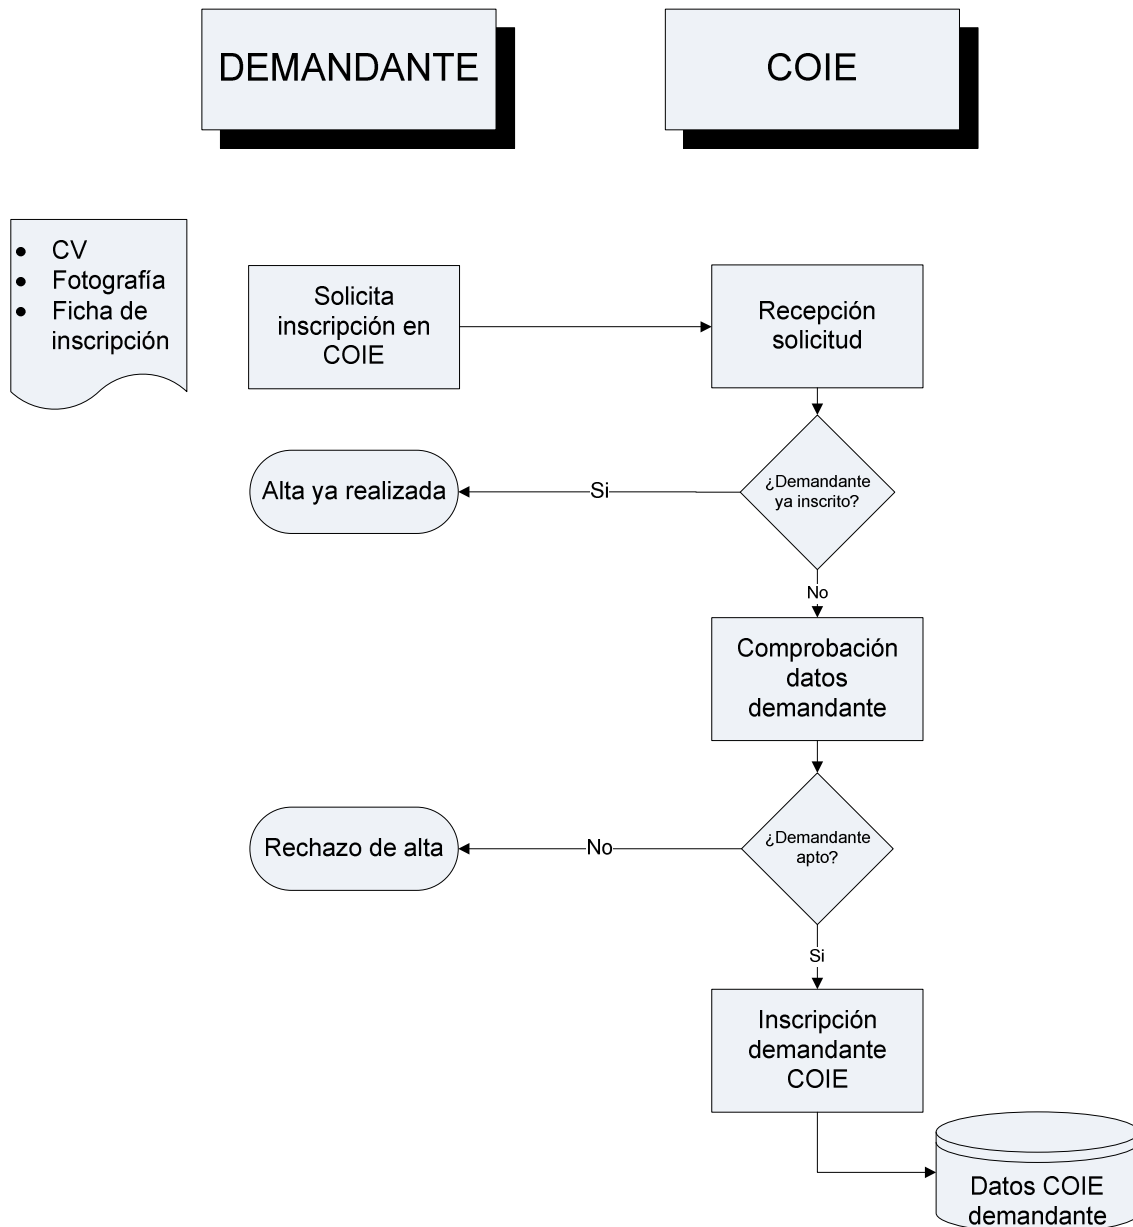 DEMANDANTE
COIE
• CV
• Fotografía
• Ficha de
inscripción
Solicita
inscripción en
COIE
Recepción
solicitud
¿Demandante
ya inscrito?
Si
Alta ya realizada
No
Comprobación
datos
demandante
¿Demandante
apto?
No
Rechazo de alta
Si
Inscripción
demandante
COIE
Datos COIE
demandante